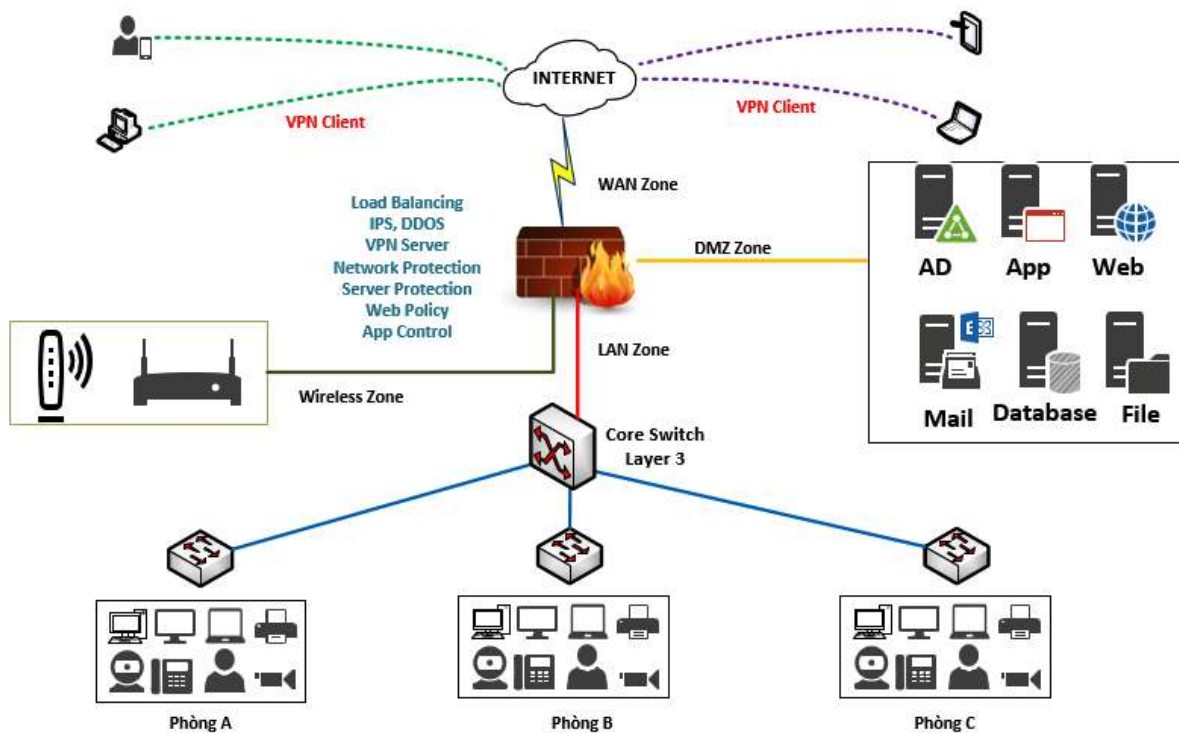 INTERNET
VPN Client
VPN Client
WAN Zone
Load Balancing
IPS, DDOS
VPN Server
Network Protection
Server Protection
Web Policy
App Control
DMZ Zone
AD
App
Web
E
Mail
Database
File
LAN Zone
Wireless Zone
Core Switch
Layer 3
Phòng A
Phòng B
Phòng C